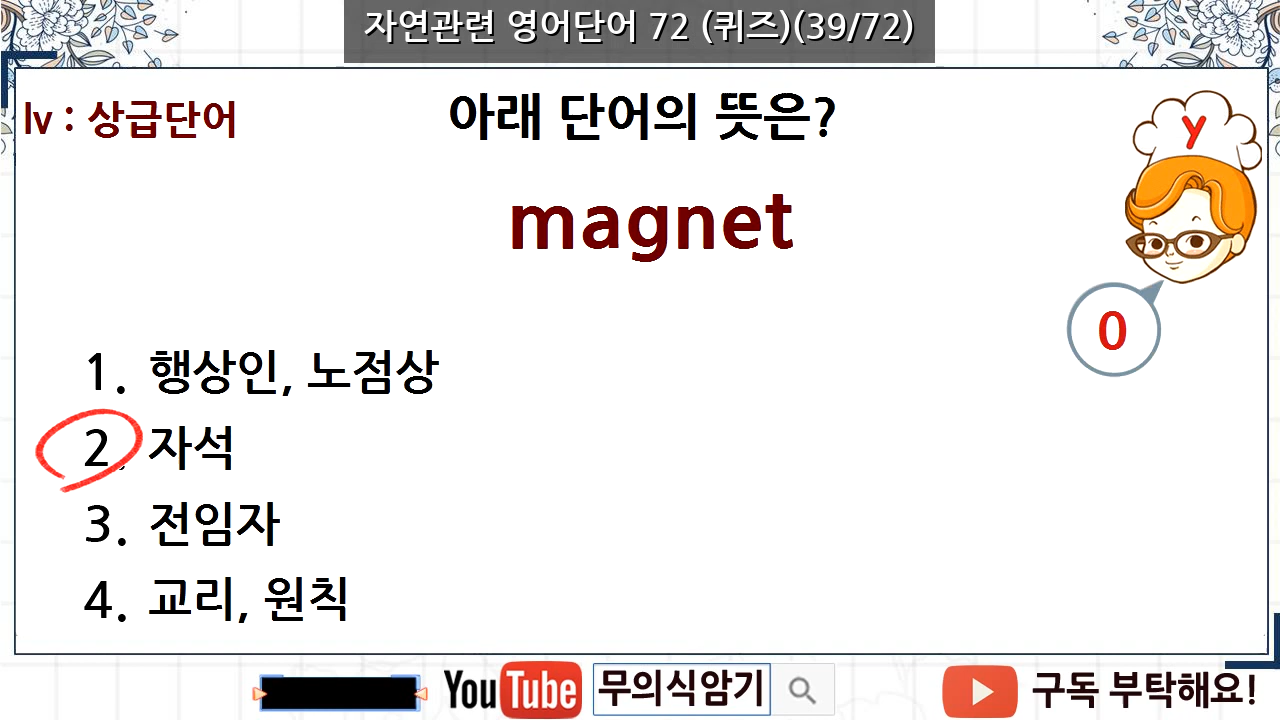 자연관련 영어단어 72 (퀴즈)(39/72)
lv : 상급단어
아래 단어의 뜻은?
y
magnet
0
1. 행상인, 노점상
2. 자석
3. 전임자
4. 교리, 원칙
YouTube 무의식암기 구독 부탁해요!